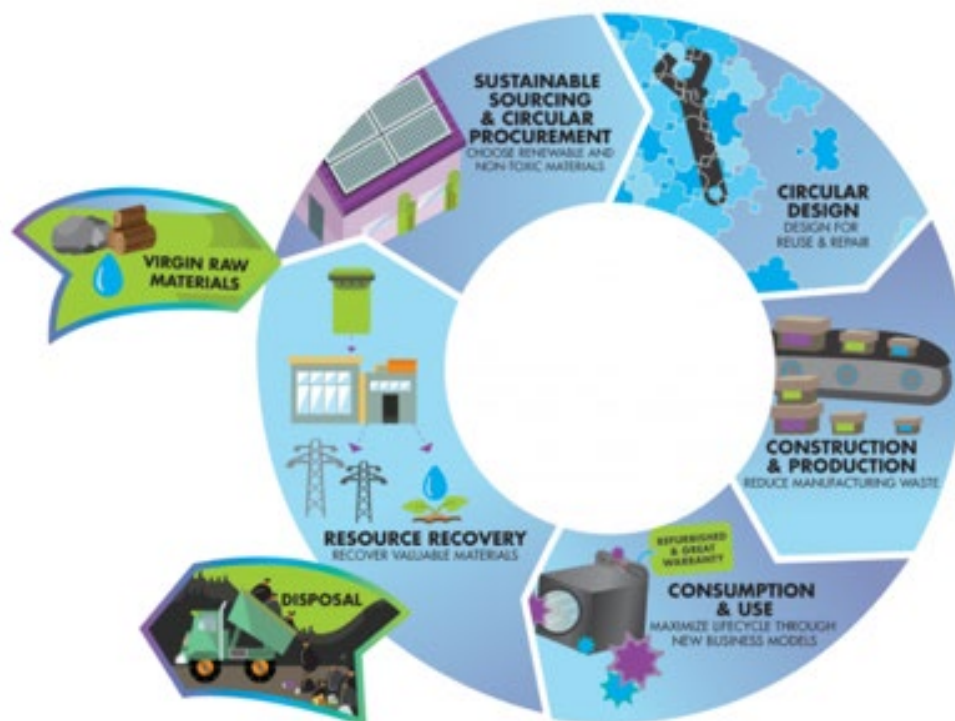 SUSTAINABLE
SOURCING
& CIRCULAR
PROCUREMENT
CHOOSE RENEWABLE AND
NON-TOXIC MATERIALS
CIRCULAR
DESIGN
DESIGN FOR
REUSE & REPAIR
CONSTRUCTION
& PRODUCTION
REDUCE MANUFACTURING WASTE
REFURBISHED
& GREAT
WARRANTY
CONSUMPTION
& USE
MAXIMIZE LIFECYCLE THROUGH
NEW BUSINESS MODELS
RESOURCE RECOVERY
RECOVER VALUABLE MATERIALS
VIRGIN RAW
MATERIALS
DISPOSAL